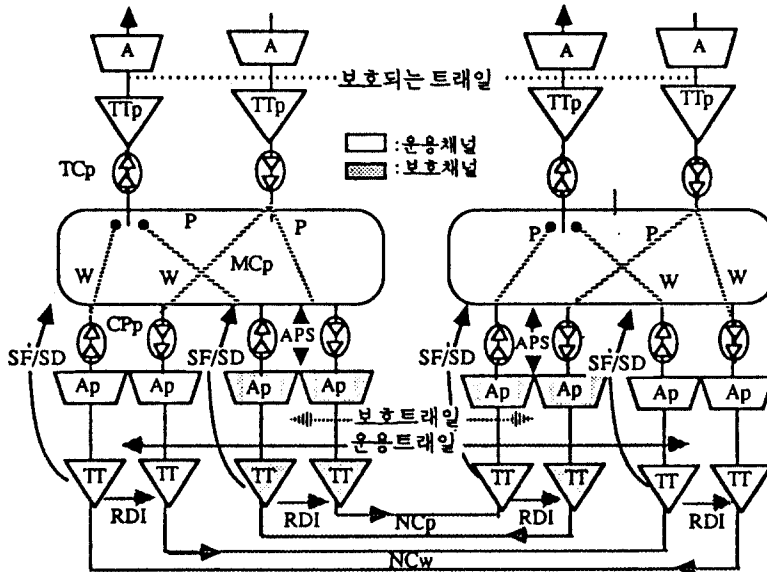 A A A A
보호되는 트래일
TTp TTp TTp TTp
:운용채널
TCp
:보호채널
P P P P
MCp
W W W W
CPp
APS APS
SF/SD SF/SD SF/SD SF/SD
Ap Ap Ap Ap Ap Ap Ap Ap
보호트래일
운용트래일
TT TT TT TT TT TT TT TT
RDI RDI RDI RDI
NCp
NCw